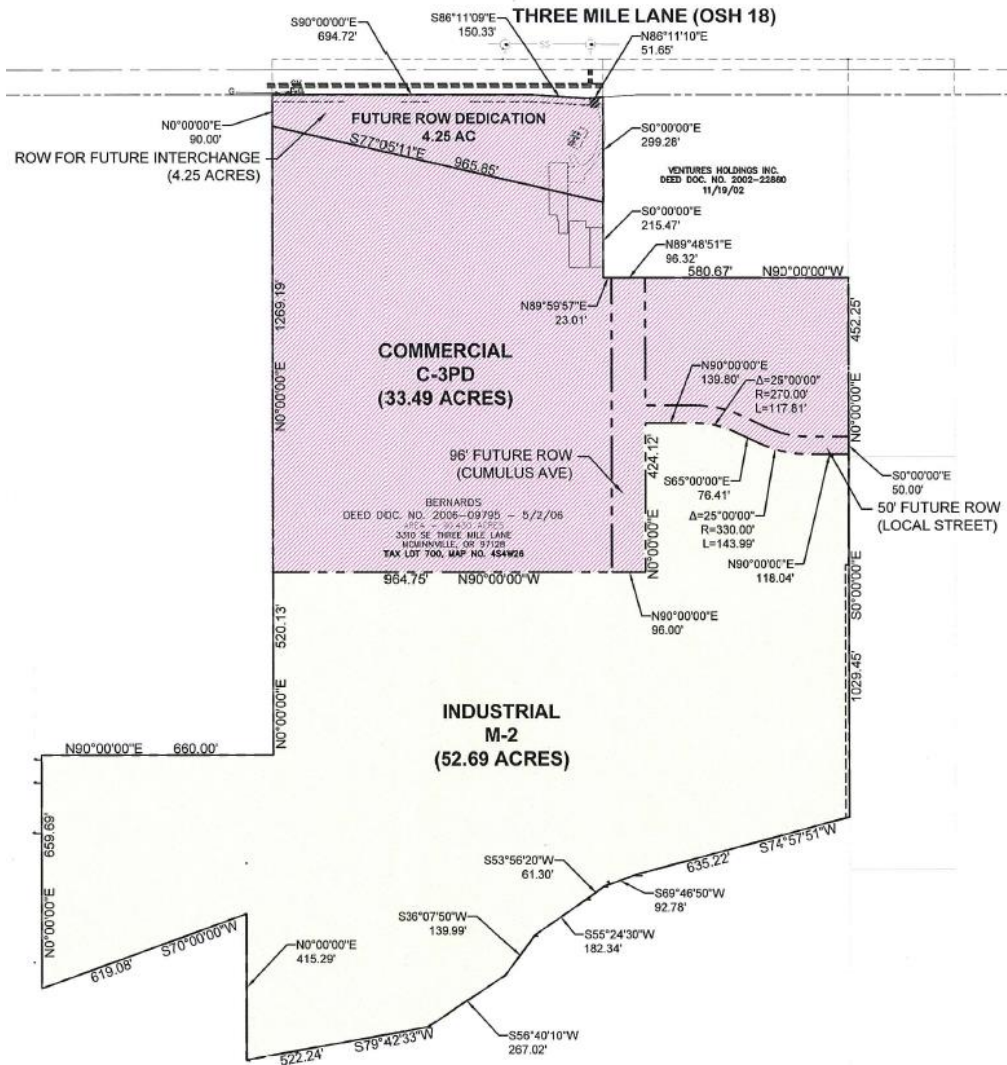 THREE MILE LANE (OSH 18)
S90°00'00"E
694.72'
S86°11'09"E
150.33'
N86°11'10"E
51.65'
SS
G
N0°00'00"E
90.00'
ROW FOR FUTURE INTERCHANGE
(4.25 ACRES)
FUTURE ROW DEDICATION
4.25 AC
S77°05'11"E 965.85'
S0°00'00"E
299.28'
VENTURES HOLDINGS INC.
DEED DOC. NO. 2002-22880
11/19/02
S0°00'00"E
215.47'
N89°48'51"E
96.32'
580.67' N90°00'00"W
N89°59'57"E
23.01'
1269.19'
N0°00'00"E
COMMERCIAL
C-3PD
(33.49 ACRES)
452.25'
N0°00'00"E
N90°00'00"E
139.80'
Δ=25°00'00"
R=270.00'
L=117.81'
96' FUTURE ROW
(CUMULUS AVE)
424.12'
N0°00'00"E
S65°00'00"E
76.41'
S0°00'00"E
50.00'
50' FUTURE ROW
(LOCAL STREET)
Δ=25°00'00"
R=330.00'
L=143.99'
N90°00'00"E
118.04'
BERNARDS
DEED DOC. NO. 2006-09795 - 5/2/06
AREA = 90.430 ACRES
3310 SE THREE MILE LANE
MCMINNVILLE, OR 97128
TAX LOT 700, MAP NO. 4S4W26
964.75' N90°00'00"W
N90°00'00"E
96.00'
520.13'
N0°00'00"E
S0°00'00"E
1029.45'
INDUSTRIAL
M-2
(52.69 ACRES)
N90°00'00"E 660.00'
659.69'
N0°00'00"E
619.08' S70°00'00"W
N0°00'00"E
415.29'
522.24' S79°42'33"W
S56°40'10"W
267.02'
S36°07'50"W
139.99'
S55°24'30"W
182.34'
S53°56'20"W
61.30'
S69°46'50"W
92.78'
635.22' S74°57'51"W